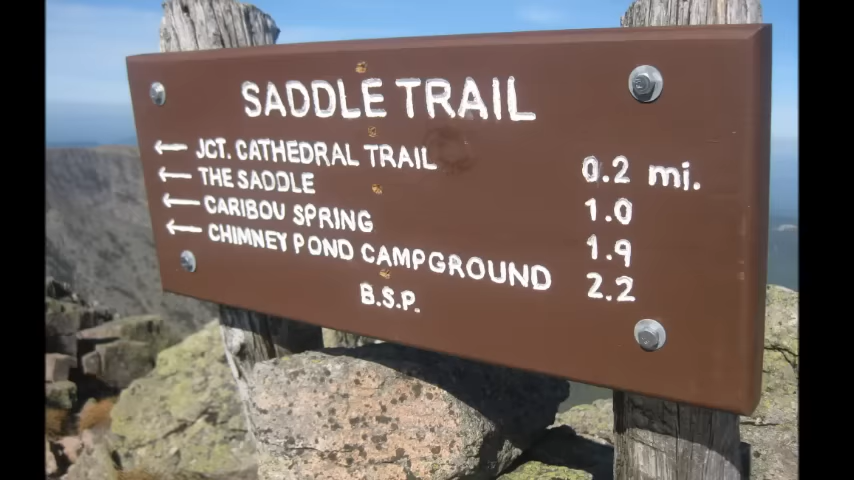 SADDLE TRAIL
← JCT. CATHEDRAL TRAIL 0.2 mi.
← THE SADDLE 1.0
← CARIBOU SPRING 1.9
← CHIMNEY POND CAMPGROUND 2.2
B.S.P.